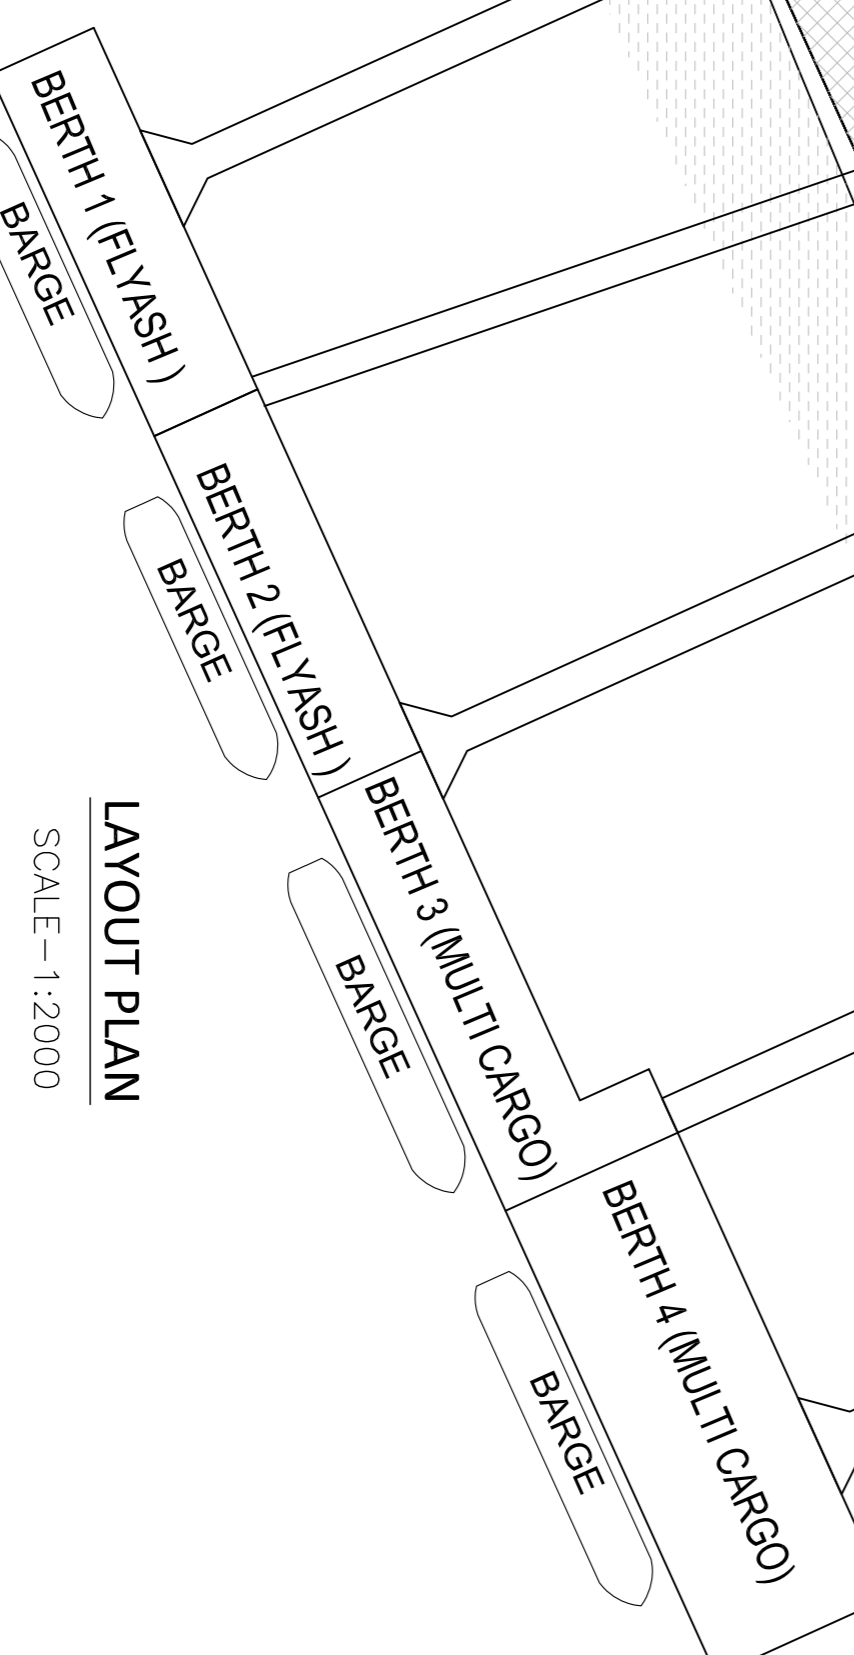 BERTH 1 (FLYASH )
BARGE
BERTH 2 (FLYASH )
BARGE
BERTH 3 (MULTI CARGO)
BARGE
BERTH 4 (MULTI CARGO)
BARGE
LAYOUT PLAN
SCALE-1:2000